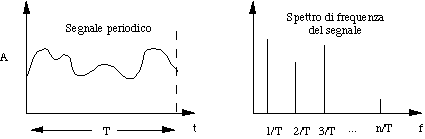 Segnale periodico
A
T
t
Spettro di frequenza
del segnale
1/T 2/T 3/T ... n/T f